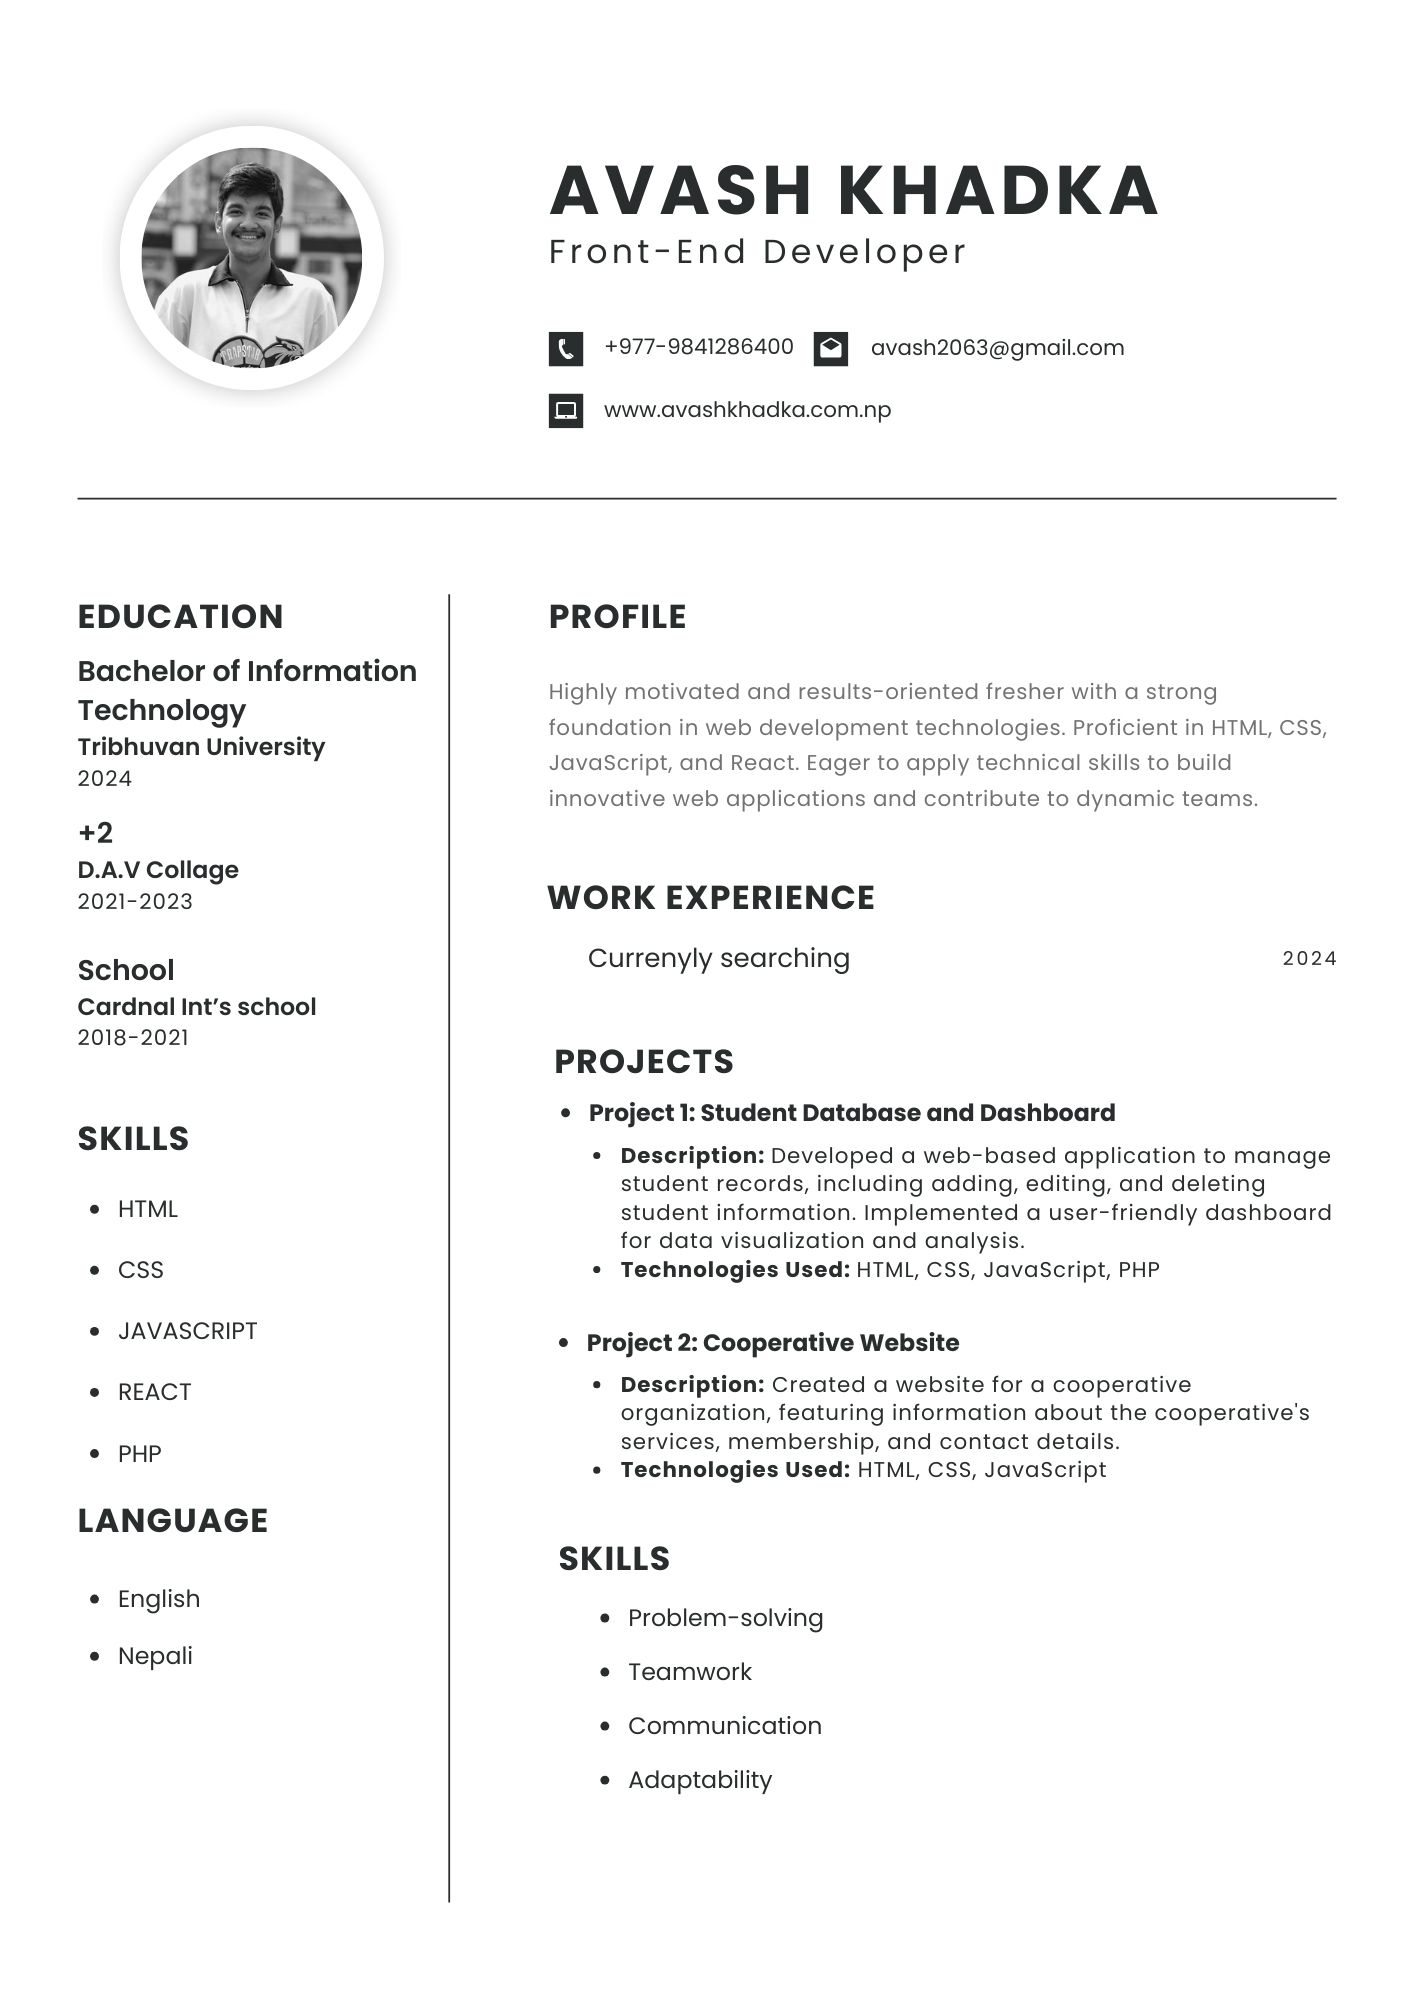 AVASH KHADKA
Front-End Developer
+977-9841286400
avash2063@gmail.com
www.avashkhadka.com.np
EDUCATION
Bachelor of Information
Technology
Tribhuvan University
2024
+2
D.A.V Collage
2021-2023
School
Cardnal Int’s school
2018-2021
SKILLS
• HTML
• CSS
• JAVASCRIPT
• REACT
• PHP
LANGUAGE
• English
• Nepali
PROFILE
Highly motivated and results-oriented fresher with a strong
foundation in web development technologies. Proficient in HTML, CSS,
JavaScript, and React. Eager to apply technical skills to build
innovative web applications and contribute to dynamic teams.
WORK EXPERIENCE
Currenyly searching 2024
PROJECTS
• Project 1: Student Database and Dashboard
• Description: Developed a web-based application to manage
student records, including adding, editing, and deleting
student information. Implemented a user-friendly dashboard
for data visualization and analysis.
• Technologies Used: HTML, CSS, JavaScript, PHP
• Project 2: Cooperative Website
• Description: Created a website for a cooperative
organization, featuring information about the cooperative's
services, membership, and contact details.
• Technologies Used: HTML, CSS, JavaScript
SKILLS
• Problem-solving
• Teamwork
• Communication
• Adaptability